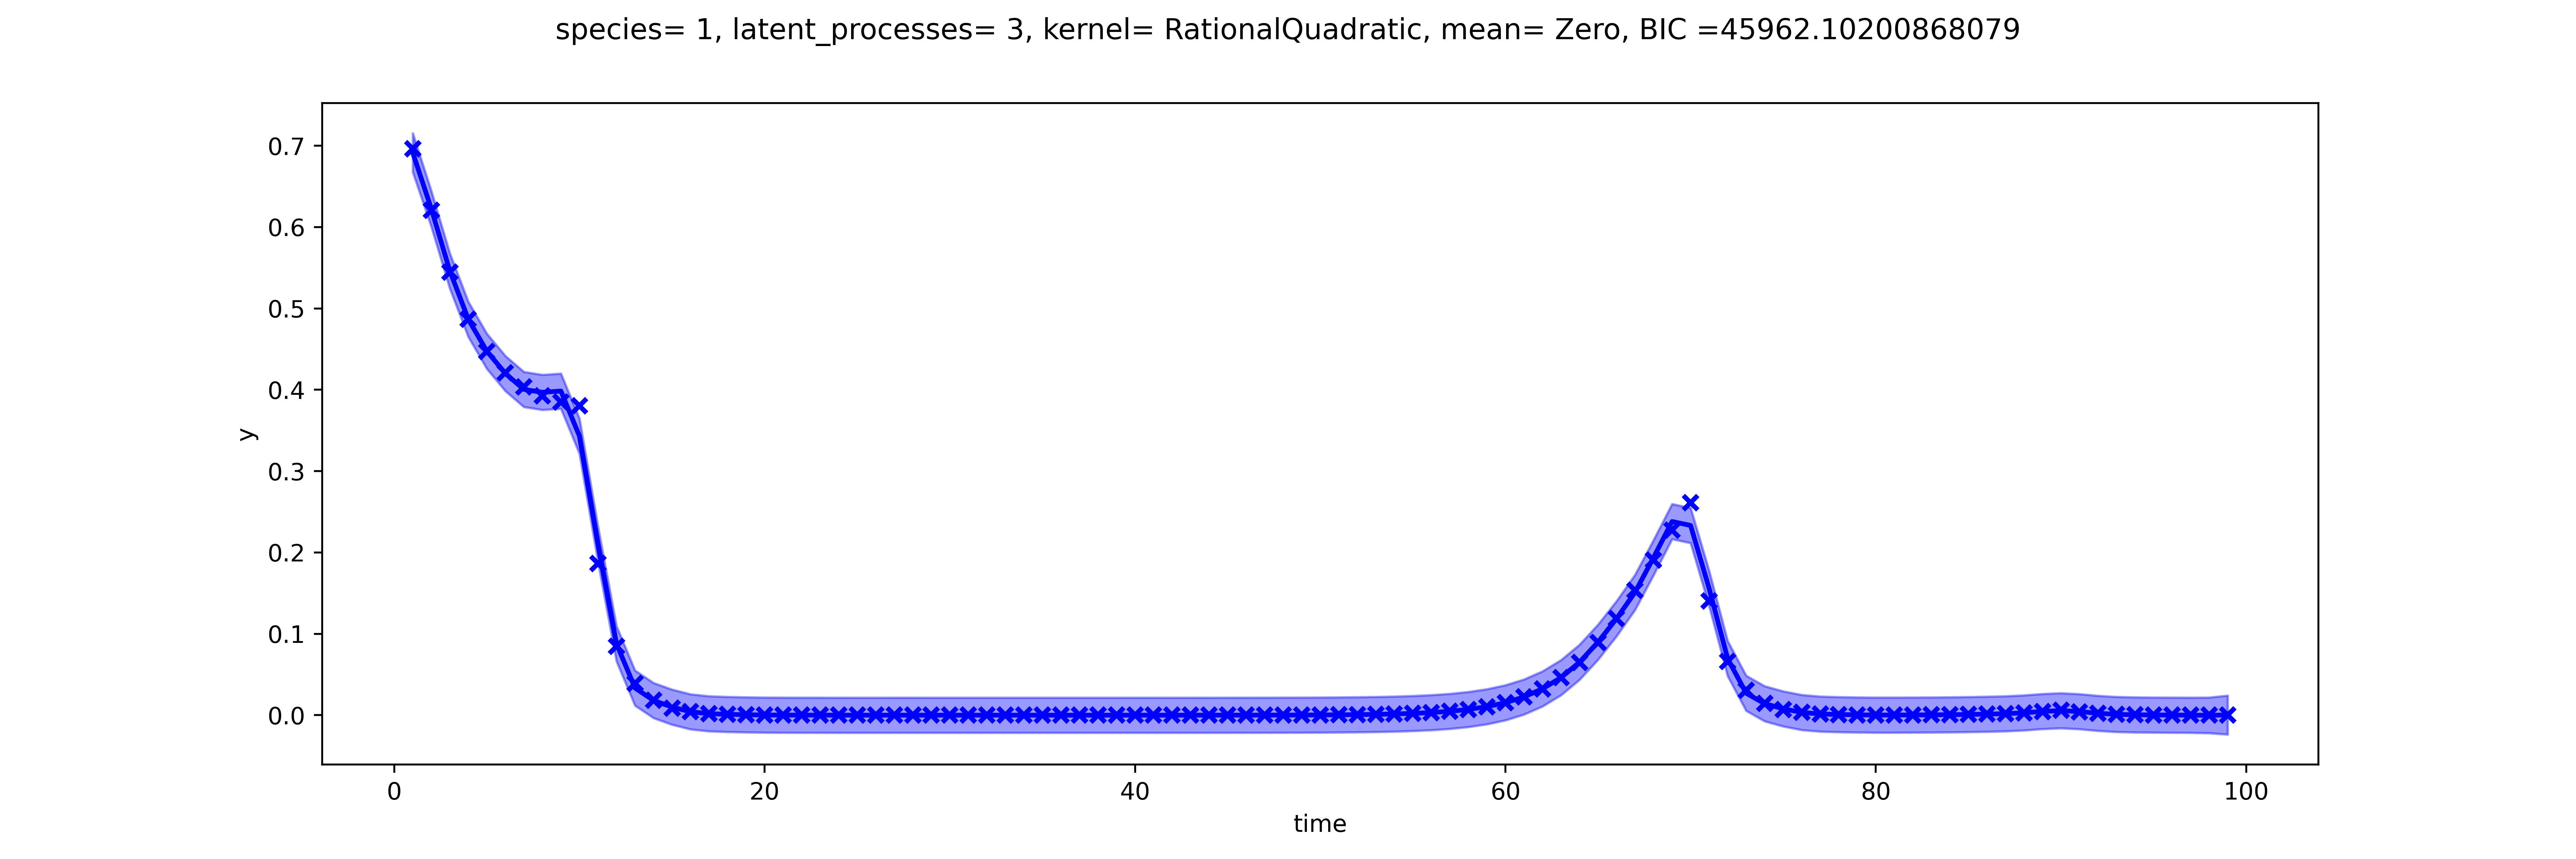 species= 1, latent_processes= 3, kernel= RationalQuadratic, mean= Zero, BIC =45962.10200868079
0.7
0.6
0.5
0.4
0.3
0.2
0.1
0.0
y
0 20 40 60 80 100
time